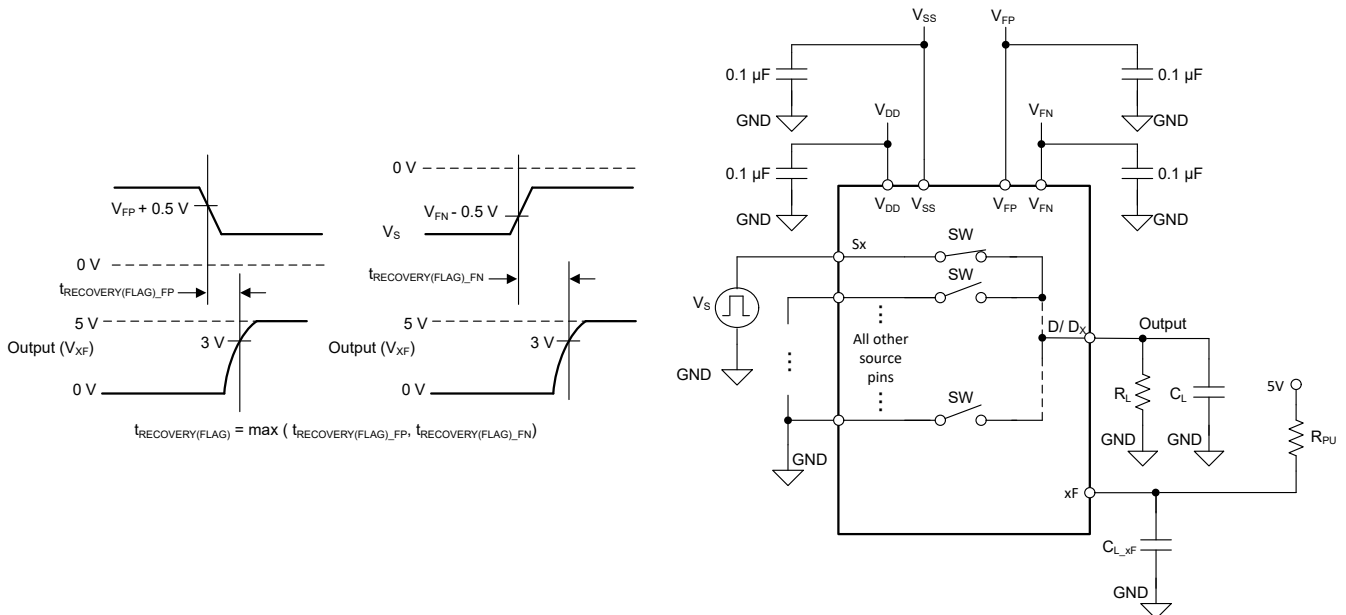 0 V
V_FP + 0.5 V
V_FN - 0.5 V
V_S
0 V
t_RECOVERY(FLAG)_FP
t_RECOVERY(FLAG)_FN
5 V
5 V
3 V
3 V
Output (V_XF)
Output (V_XF)
0 V
0 V
t_RECOVERY(FLAG) = max ( t_RECOVERY(FLAG)_FP, t_RECOVERY(FLAG)_FN)
V_SS
V_FP
0.1 µF
0.1 µF
GND
GND
V_DD
V_FN
0.1 µF
0.1 µF
GND
GND
V_DD
V_SS
V_FP
V_FN
Sx
SW
SW
V_S
GND
All other
source
pins
SW
GND
D/ D_X
Output
R_L
C_L
GND
GND
5V
R_PU
xF
C_L_xF
GND